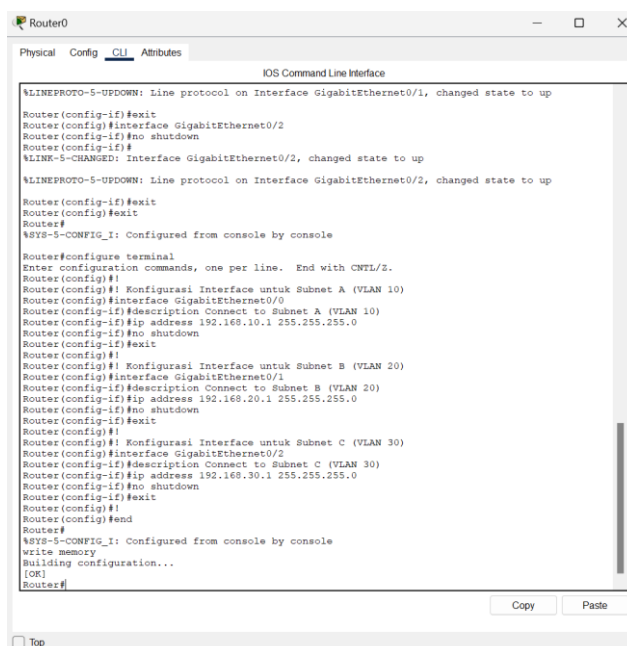 Router0
Physical Config CLI Attributes
IOS Command Line Interface
%LINEPROTO-5-UPDOWN: Line protocol on Interface GigabitEthernet0/1, changed state to up
Router(config-if)#exit
Router(config)#interface GigabitEthernet0/2
Router(config-if)#no shutdown
Router(config-if)#
%LINK-5-CHANGED: Interface GigabitEthernet0/2, changed state to up
%LINEPROTO-5-UPDOWN: Line protocol on Interface GigabitEthernet0/2, changed state to up
Router(config-if)#exit
Router(config)#exit
Router#
%SYS-5-CONFIG_I: Configured from console by console
Router#configure terminal
Enter configuration commands, one per line. End with CNTL/Z.
Router(config)#!
Router(config)#! Konfigurasi Interface untuk Subnet A (VLAN 10)
Router(config)#interface GigabitEthernet0/0
Router(config-if)#description Connect to Subnet A (VLAN 10)
Router(config-if)#ip address 192.168.10.1 255.255.255.0
Router(config-if)#no shutdown
Router(config-if)#exit
Router(config)#!
Router(config)#! Konfigurasi Interface untuk Subnet B (VLAN 20)
Router(config)#interface GigabitEthernet0/1
Router(config-if)#description Connect to Subnet B (VLAN 20)
Router(config-if)#ip address 192.168.20.1 255.255.255.0
Router(config-if)#no shutdown
Router(config-if)#exit
Router(config)#!
Router(config)#! Konfigurasi Interface untuk Subnet C (VLAN 30)
Router(config)#interface GigabitEthernet0/2
Router(config-if)#description Connect to Subnet C (VLAN 30)
Router(config-if)#ip address 192.168.30.1 255.255.255.0
Router(config-if)#no shutdown
Router(config-if)#exit
Router(config)#!
Router(config)#end
Router#
%SYS-5-CONFIG_I: Configured from console by console
write memory
Building configuration...
[OK]
Router#
Copy Paste
Top